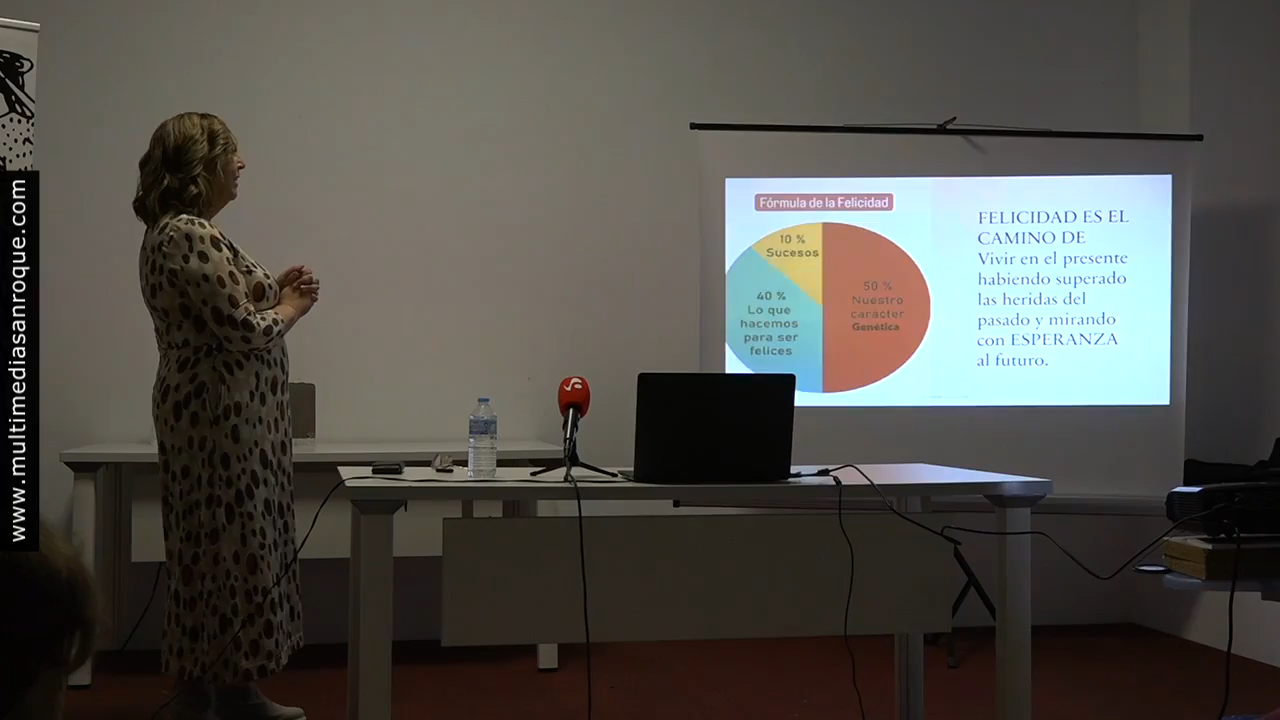 www.multimediasanroque.com
Fórmula de la Felicidad
10 %
Sucesos
50 %
Nuestro
carácter
Genética
40 %
Lo que
hacemos
para ser
felices
FELICIDAD ES EL
CAMINO DE
Vivir en el presente
habiendo superado
las heridas del
pasado y mirando
con ESPERANZA
al futuro.